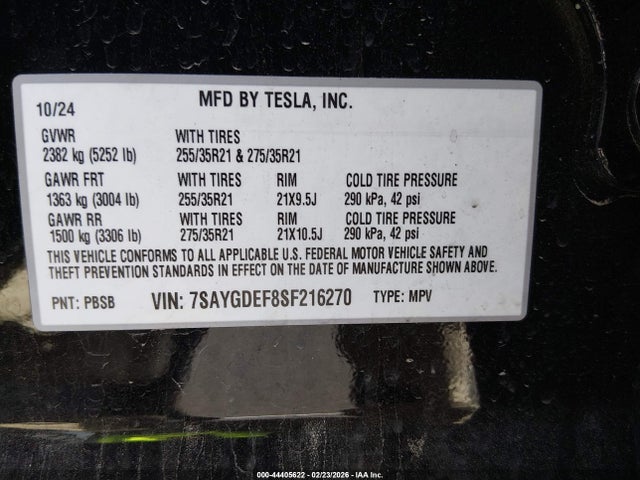 10/24 MFD BY TESLA, INC.
GVWR WITH TIRES
2382 kg (5252 lb) 255/35R21 & 275/35R21
GAWR FRT WITH TIRES RIM COLD TIRE PRESSURE
1363 kg (3004 lb) 255/35R21 21X9.5J 290 kPa, 42 psi
GAWR RR WITH TIRES RIM COLD TIRE PRESSURE
1500 kg (3306 lb) 275/35R21 21X10.5J 290 kPa, 42 psi
THIS VEHICLE CONFORMS TO ALL APPLICABLE U.S. FEDERAL MOTOR VEHICLE SAFETY AND
THEFT PREVENTION STANDARDS IN EFFECT ON THE DATE OF MANUFACTURE SHOWN ABOVE.
PNT: PBSB VIN: 7SAYGDEF8SF216270 TYPE: MPV
000-44405622 - 02/23/2026 - IAA Inc.